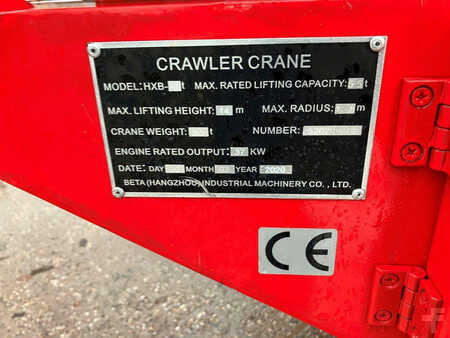 CRAWLER CRANE
MODEL:HXB- t MAX. RATED LIFTING CAPACITY: t
MAX. LIFTING HEIGHT: 14 m MAX. RADIUS: m
CRANE WEIGHT: t NUMBER:
ENGINE RATED OUTPUT: 37 KW
DATE: DAY MONTH YEAR 2020
BETA (HANGZHOU)INDUSTRIAL MACHINERY CO., LTD.
CE